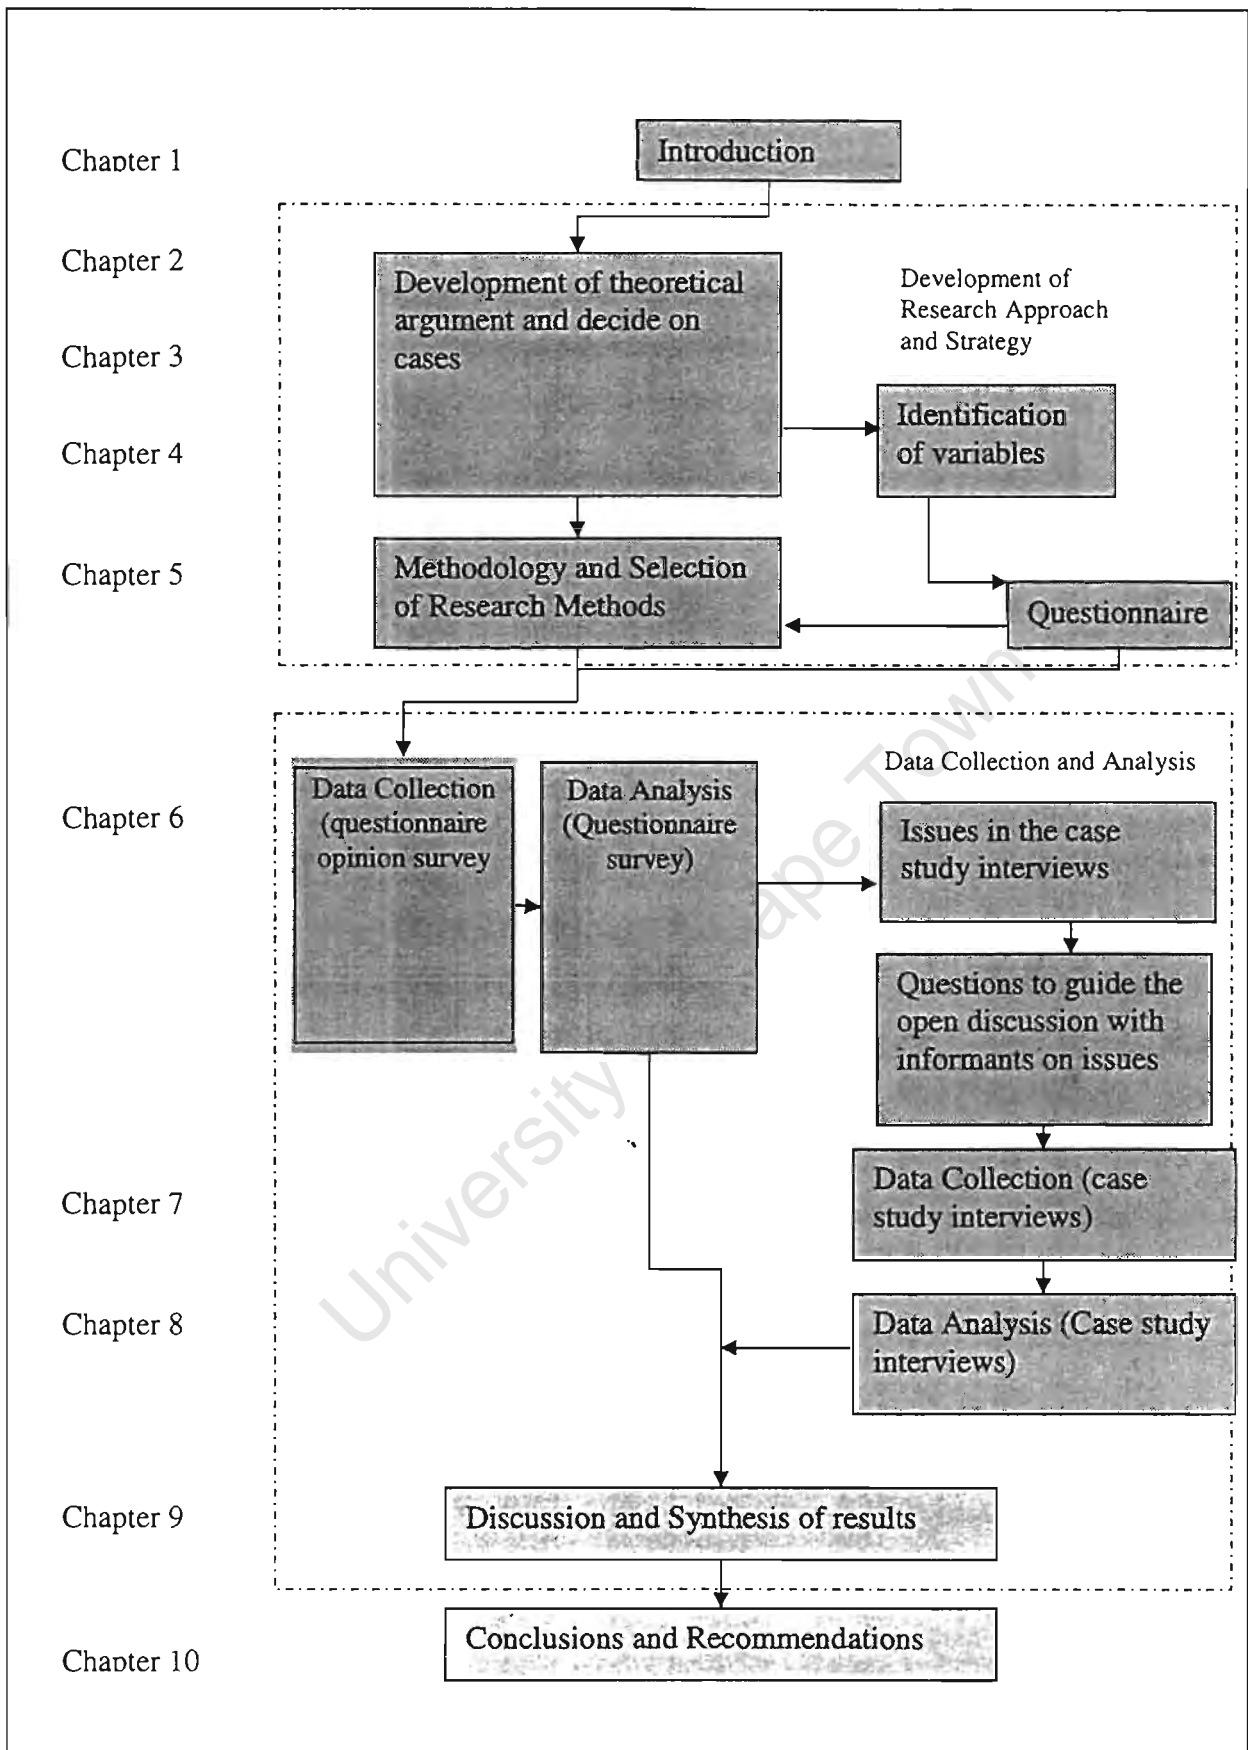 Chapter 1
Introduction
Chapter 2
Development of theoretical
argument and decide on
cases
Development of
Research Approach
and Strategy
Chapter 3
Identification
of variables
Chapter 4
Chapter 5
Methodology and Selection
of Research Methods
Questionnaire
Data Collection and Analysis
Chapter 6
Data Collection
(questionnaire
opinion survey
Data Analysis
(Questionnaire
survey)
Issues in the case
study interviews
Questions to guide the
open discussion with
informants on issues
Chapter 7
Data Collection (case
study interviews)
Chapter 8
Data Analysis (Case study
interviews)
Chapter 9
Discussion and Synthesis of results
Chapter 10
Conclusions and Recommendations
University ape Town